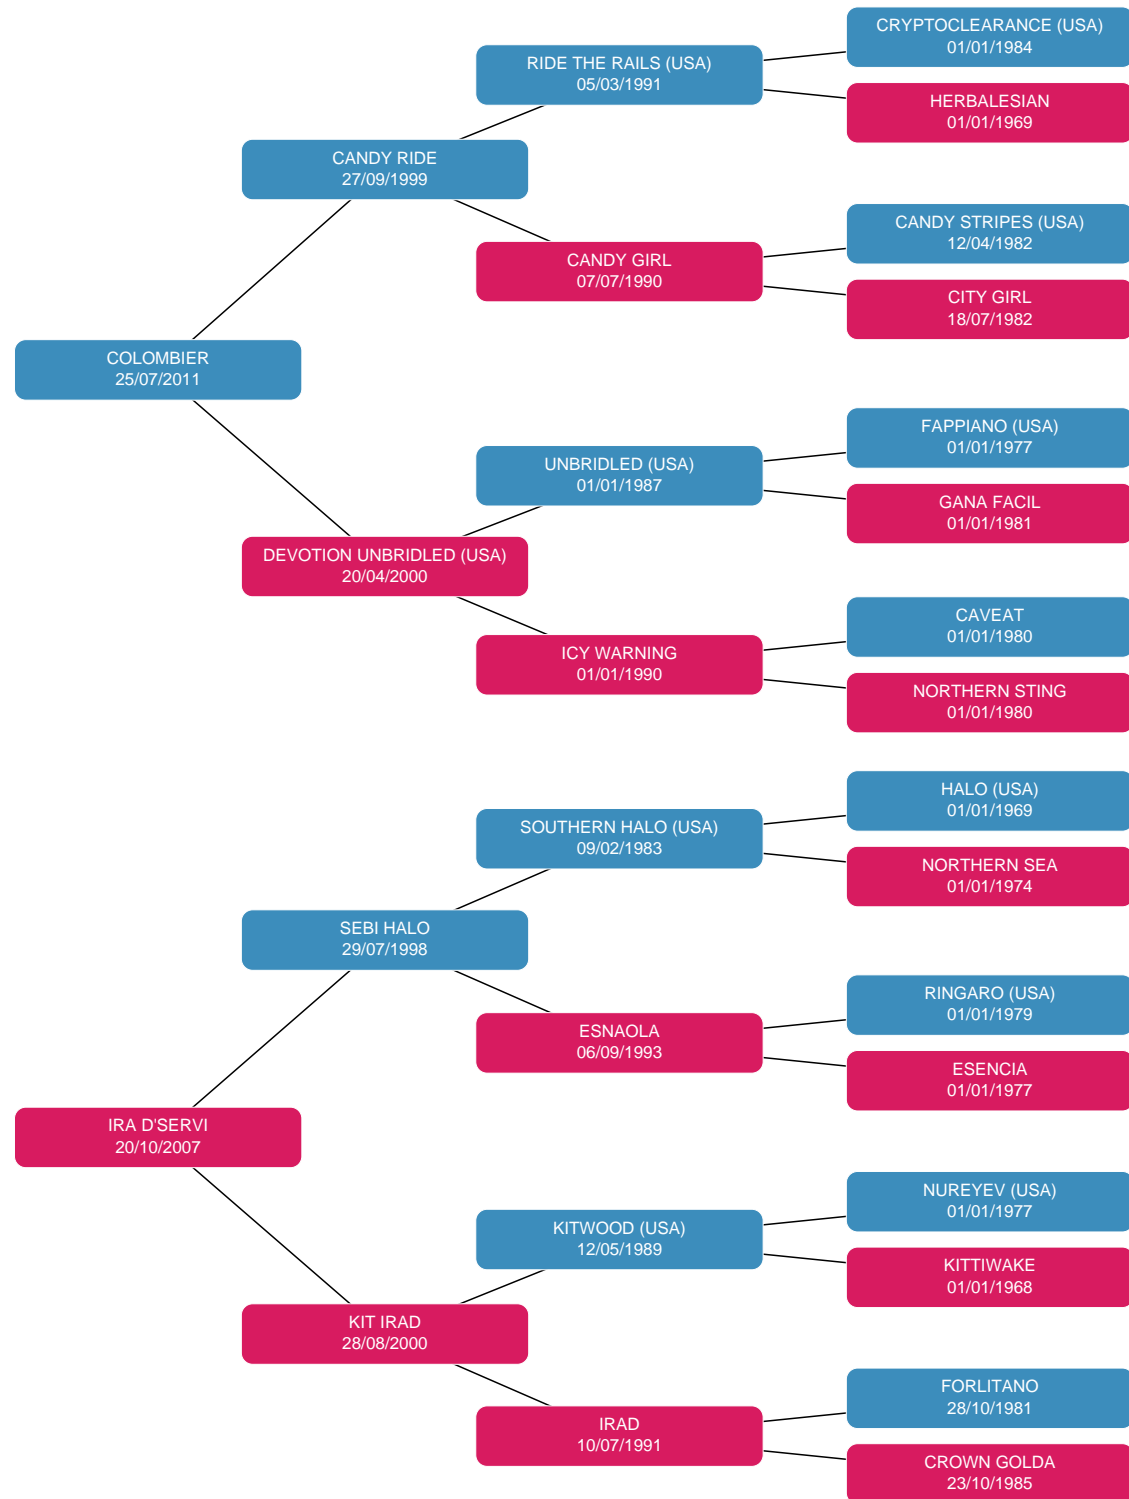 CRYPTOCLEARANCE (USA)
01/01/1984
RIDE THE RAILS (USA)
05/03/1991
HERBALESIAN
01/01/1969
CANDY RIDE
27/09/1999
CANDY STRIPES (USA)
12/04/1982
CANDY GIRL
07/07/1990
CITY GIRL
18/07/1982
COLOMBIER
25/07/2011
FAPPIANO (USA)
01/01/1977
UNBRIDLED (USA)
01/01/1987
GANA FACIL
01/01/1981
DEVOTION UNBRIDLED (USA)
20/04/2000
CAVEAT
01/01/1980
ICY WARNING
01/01/1990
NORTHERN STING
01/01/1980
HALO (USA)
01/01/1969
SOUTHERN HALO (USA)
09/02/1983
NORTHERN SEA
01/01/1974
SEBI HALO
29/07/1998
RINGARO (USA)
01/01/1979
ESNAOLA
06/09/1993
ESENCIA
01/01/1977
IRA D'SERVI
20/10/2007
NUREYEV (USA)
01/01/1977
KITWOOD (USA)
12/05/1989
KITTIWAKE
01/01/1968
KIT IRAD
28/08/2000
FORLITANO
28/10/1981
IRAD
10/07/1991
CROWN GOLDA
23/10/1985